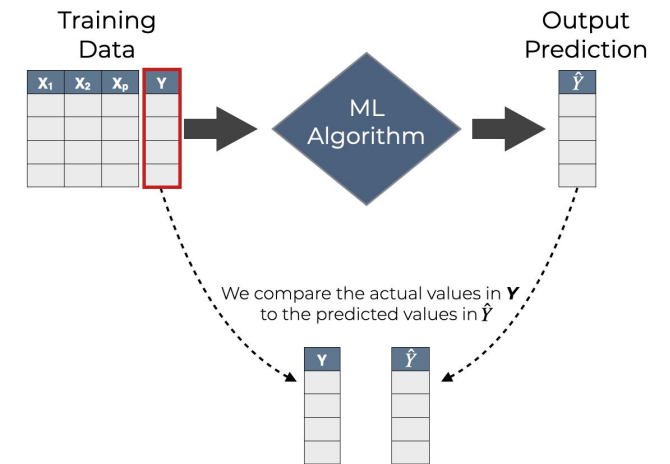 Training
Data
Output
Prediction
X₁ X₂ Xₚ Y
Ŷ
ML
Algorithm
We compare the actual values in Y
to the predicted values in Ŷ
Y
Ŷ